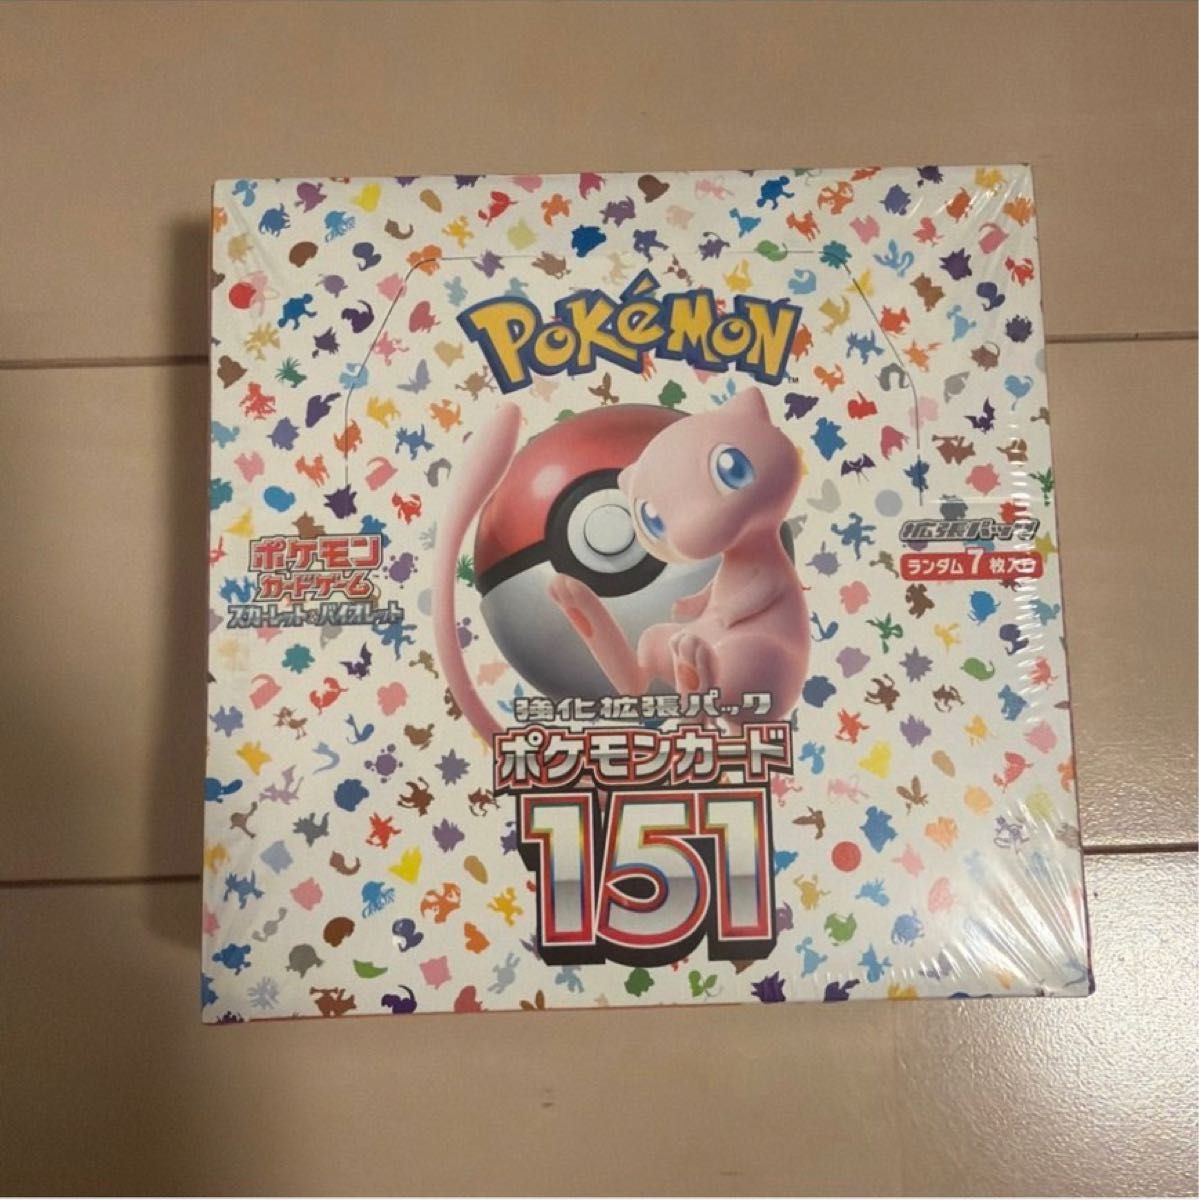 POKéMON
TM
ポケモン
カードゲーム
スカーレット&バイオレット
拡張パック
ランダム7枚入り
強化拡張パック
ポケモンカード
151